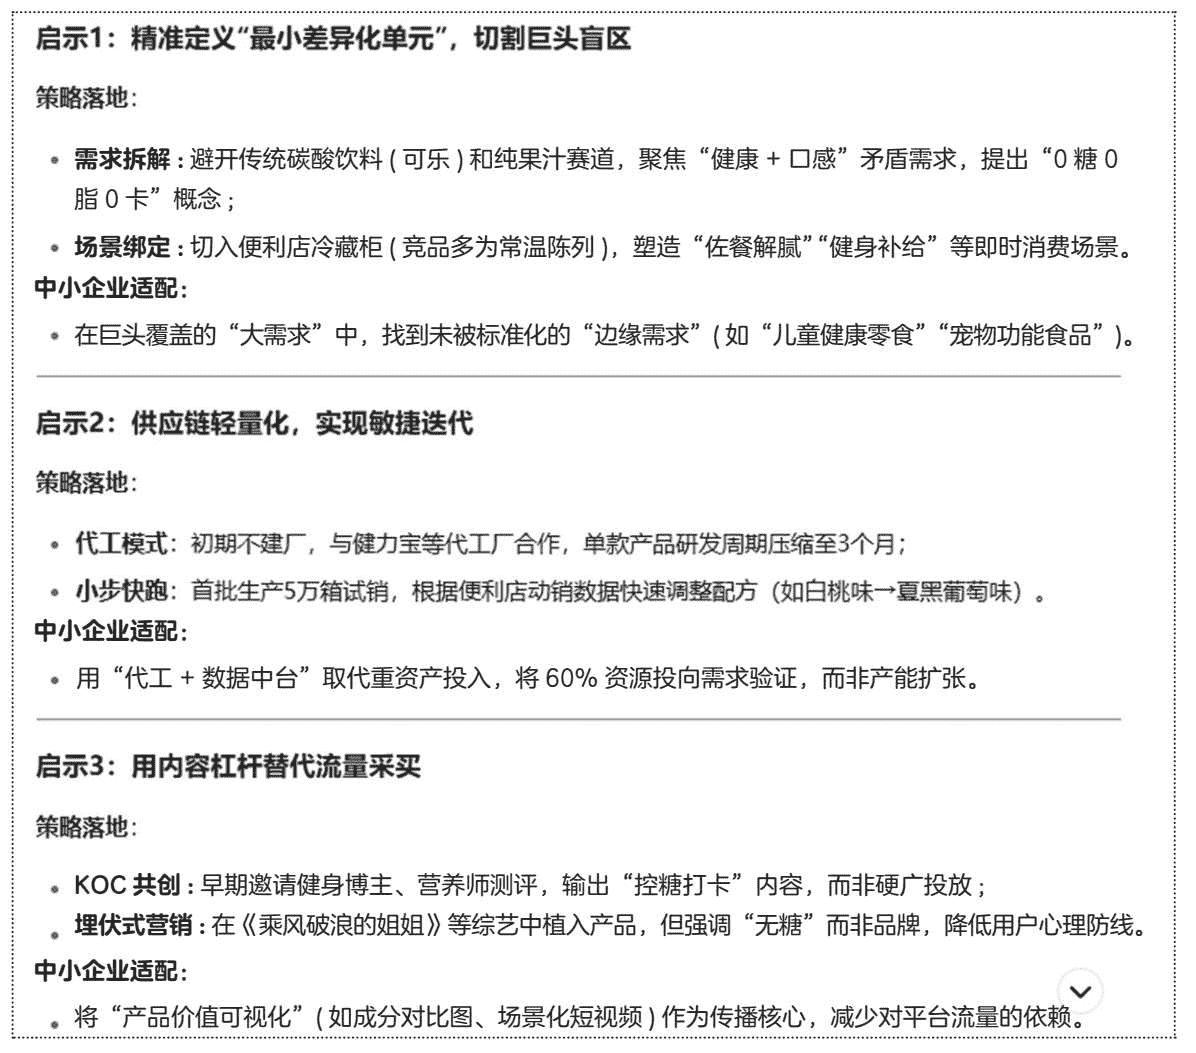 启示1：精准定义“最小差异化单元”，切割巨头盲区
策略落地：
• 需求拆解：避开传统碳酸饮料（可乐）和纯果汁赛道，聚焦“健康 + 口感”矛盾需求，提出“0 糖 0
脂 0 卡”概念；
• 场景绑定：切入便利店冷藏柜（竞品多为常温陈列），塑造“佐餐解腻”“健身补给”等即时消费场景。
中小企业适配：
• 在巨头覆盖的“大需求”中，找到未被标准化的“边缘需求”（如“儿童健康零食”“宠物功能食品”）。
启示2：供应链轻量化，实现敏捷迭代
策略落地：
• 代工模式：初期不建厂，与健力宝等代工厂合作，单款产品研发周期压缩至3个月；
• 小步快跑：首批生产5万箱试销，根据便利店动销数据快速调整配方（如白桃味→夏黑葡萄味）。
中小企业适配：
• 用“代工 + 数据中台”取代重资产投入，将 60% 资源投向需求验证，而非产能扩张。
启示3：用内容杠杆替代流量采买
策略落地：
• KOC 共创：早期邀请健身博主、营养师测评，输出“控糖打卡”内容，而非硬广投放；
• 埋伏式营销：在《乘风破浪的姐姐》等综艺中植入产品，但强调“无糖”而非品牌，降低用户心理防线。
中小企业适配：
• 将“产品价值可视化”（如成分对比图、场景化短视频）作为传播核心，减少对平台流量的依赖。